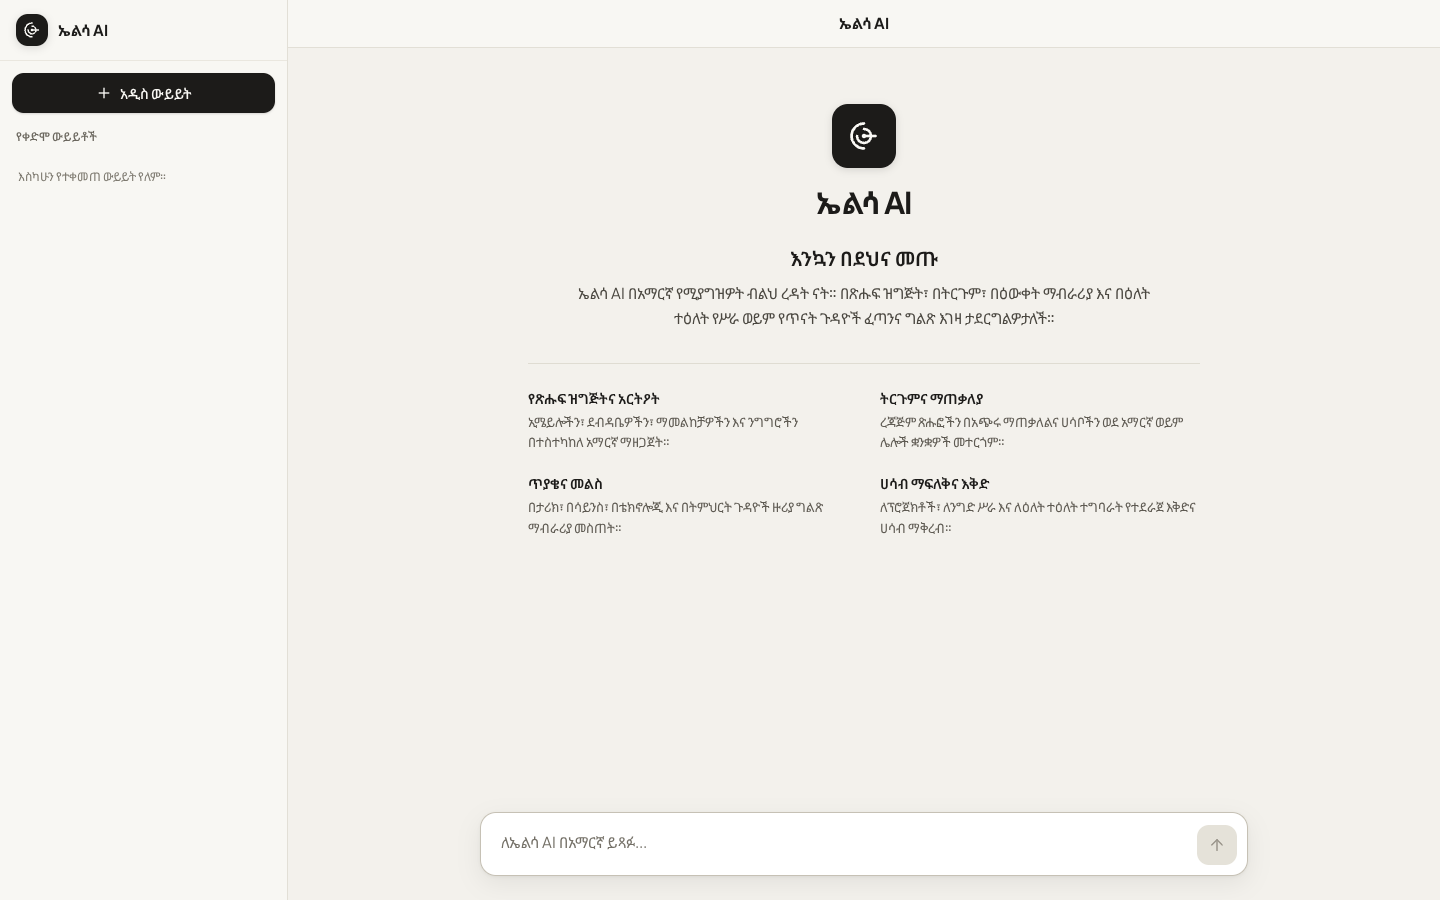 ኤልሳ AI
አዲስ ውይይት
የቀድሞ ውይይቶች
እስካሁን የተቀመጠ ውይይት የለም።
ኤልሳ AI
ኤልሳ AI
እንኳን በደህና መጡ
ኤልሳ AI በአማርኛ የሚያግዝዎት ብልህ ረዳት ናት። በጽሑፍ ዝግጅት፣ በትርጉም፣ በዕውቀት ማብራሪያ እና በዕለት
ተዕለት የሥራ ወይም የጥናት ጉዳዮች ፈጣንና ግልጽ እገዛ ታደርግልዎታለች።
የጽሑፍ ዝግጅትና አርትዖት
ኢሜይሎችን፣ ደብዳቤዎችን፣ ማመልከቻዎችን እና ንግግሮችን
በተስተካከለ አማርኛ ማዘጋጀት።
ትርጉምና ማጠቃለያ
ረጃጅም ጽሑፎችን በአጭሩ ማጠቃለልና ሀሳቦችን ወደ አማርኛ ወይም
ሌሎች ቋንቋዎች መተርጎም።
ጥያቄና መልስ
በታሪክ፣ በሳይንስ፣ በቴክኖሎጂ እና በትምህርት ጉዳዮች ዙሪያ ግልጽ
ማብራሪያ መስጠት።
ሀሳብ ማፍለቅና እቅድ
ለፕሮጀክቶች፣ ለንግድ ሥራ እና ለዕለት ተዕለት ተግባራት የተደራጀ እቅድና
ሀሳብ ማቅረብ።
ለኤልሳ AI በአማርኛ ይጻፉ...